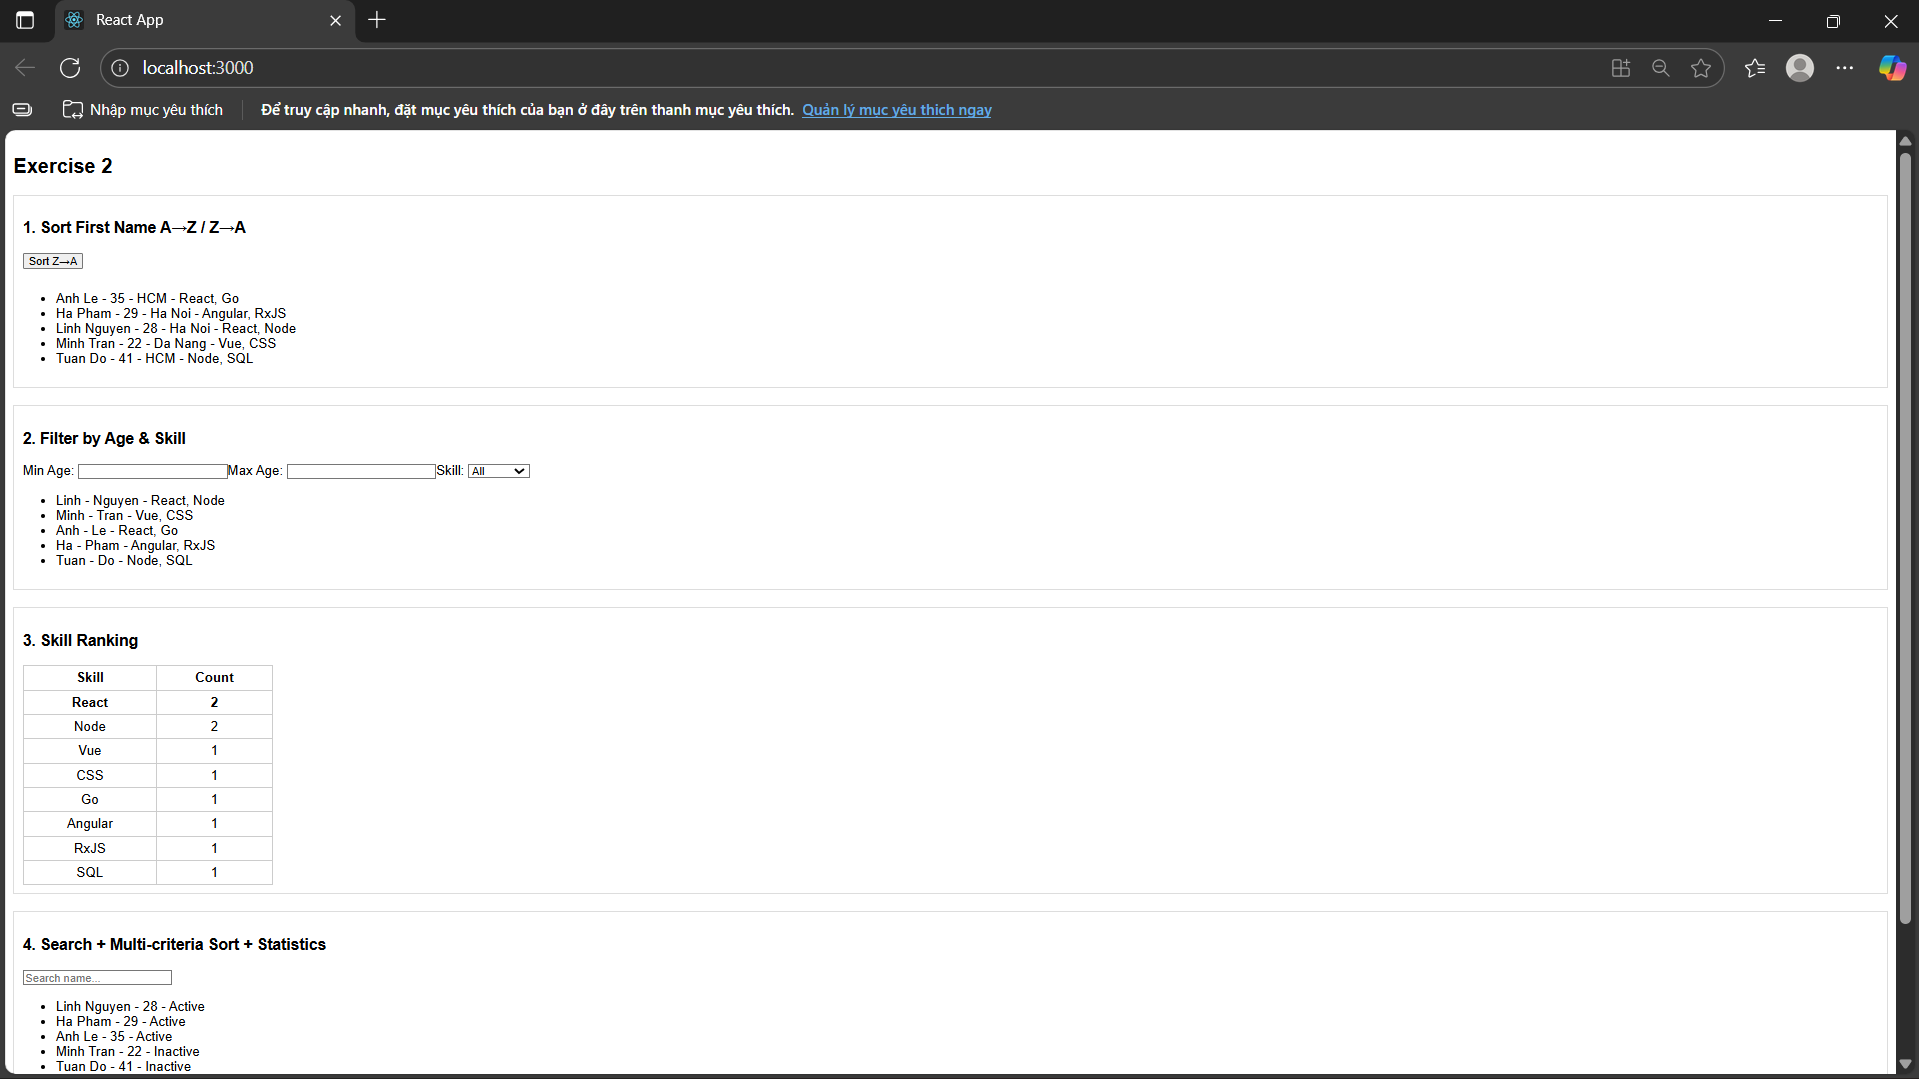 React App
localhost:3000
Nhập mục yêu thích
Để truy cập nhanh, đặt mục yêu thích của bạn ở đây trên thanh mục yêu thích. Quản lý mục yêu thích ngay
Exercise 2
1. Sort First Name A→Z / Z→A
Sort Z→A
• Anh Le - 35 - HCM - React, Go
• Ha Pham - 29 - Ha Noi - Angular, RxJS
• Linh Nguyen - 28 - Ha Noi - React, Node
• Minh Tran - 22 - Da Nang - Vue, CSS
• Tuan Do - 41 - HCM - Node, SQL
2. Filter by Age & Skill
Min Age: Max Age: Skill: All
• Linh - Nguyen - React, Node
• Minh - Tran - Vue, CSS
• Anh - Le - React, Go
• Ha - Pham - Angular, RxJS
• Tuan - Do - Node, SQL
3. Skill Ranking
Skill Count
React 2
Node 2
Vue 1
CSS 1
Go 1
Angular 1
RxJS 1
SQL 1
4. Search + Multi-criteria Sort + Statistics
Search name...
• Linh Nguyen - 28 - Active
• Ha Pham - 29 - Active
• Anh Le - 35 - Active
• Minh Tran - 22 - Inactive
• Tuan Do - 41 - Inactive